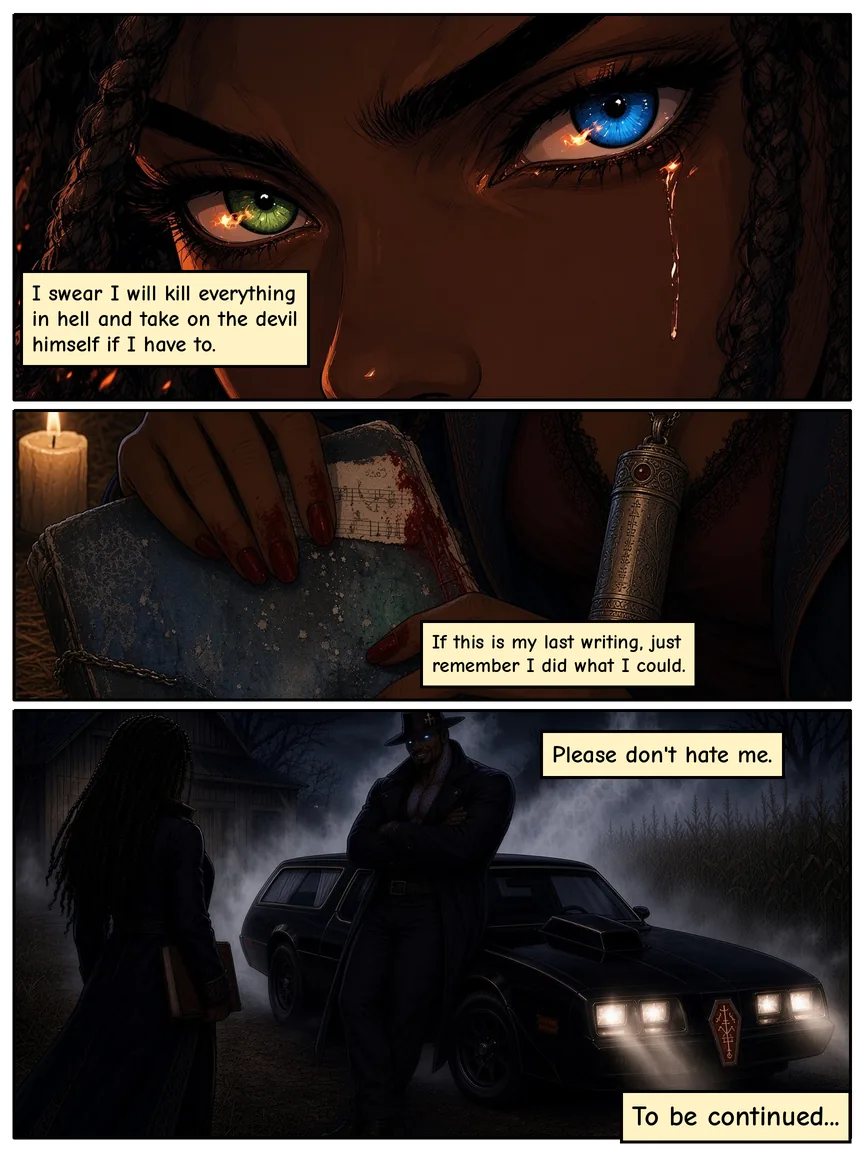 I swear I will kill everything
in hell and take on the devil
himself if I have to.
If this is my last writing, just
remember I did what I could.
Please don't hate me.
To be continued...